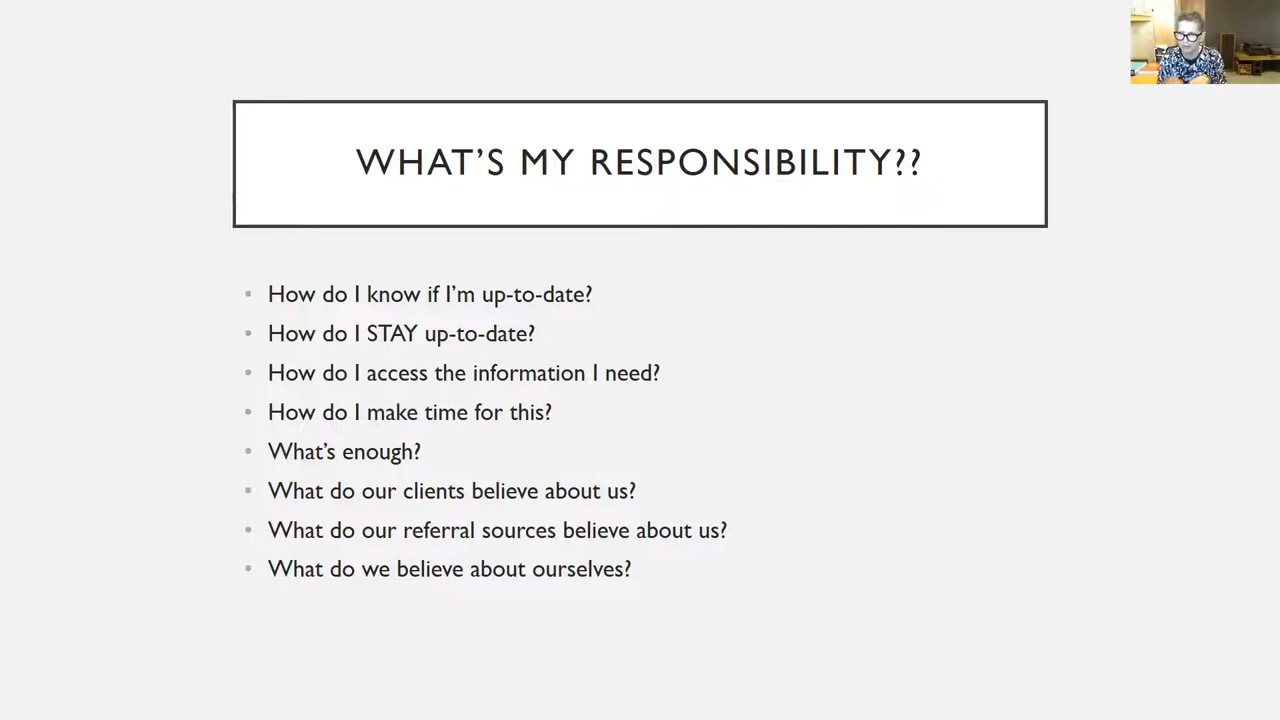 WHAT'S MY RESPONSIBILITY??
How do I know if I'm up-to-date?
How do I STAY up-to-date?
How do I access the information I need?
How do I make time for this?
What's enough?
What do our clients believe about us?
What do our referral sources believe about us?
What do we believe about ourselves?